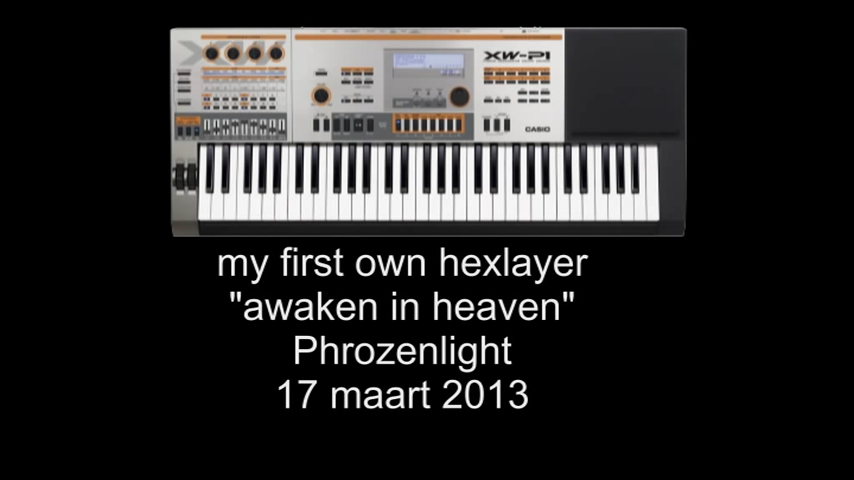 XW-P1
CASIO
my first own hexlayer
"awaken in heaven"
Phrozenlight
17 maart 2013